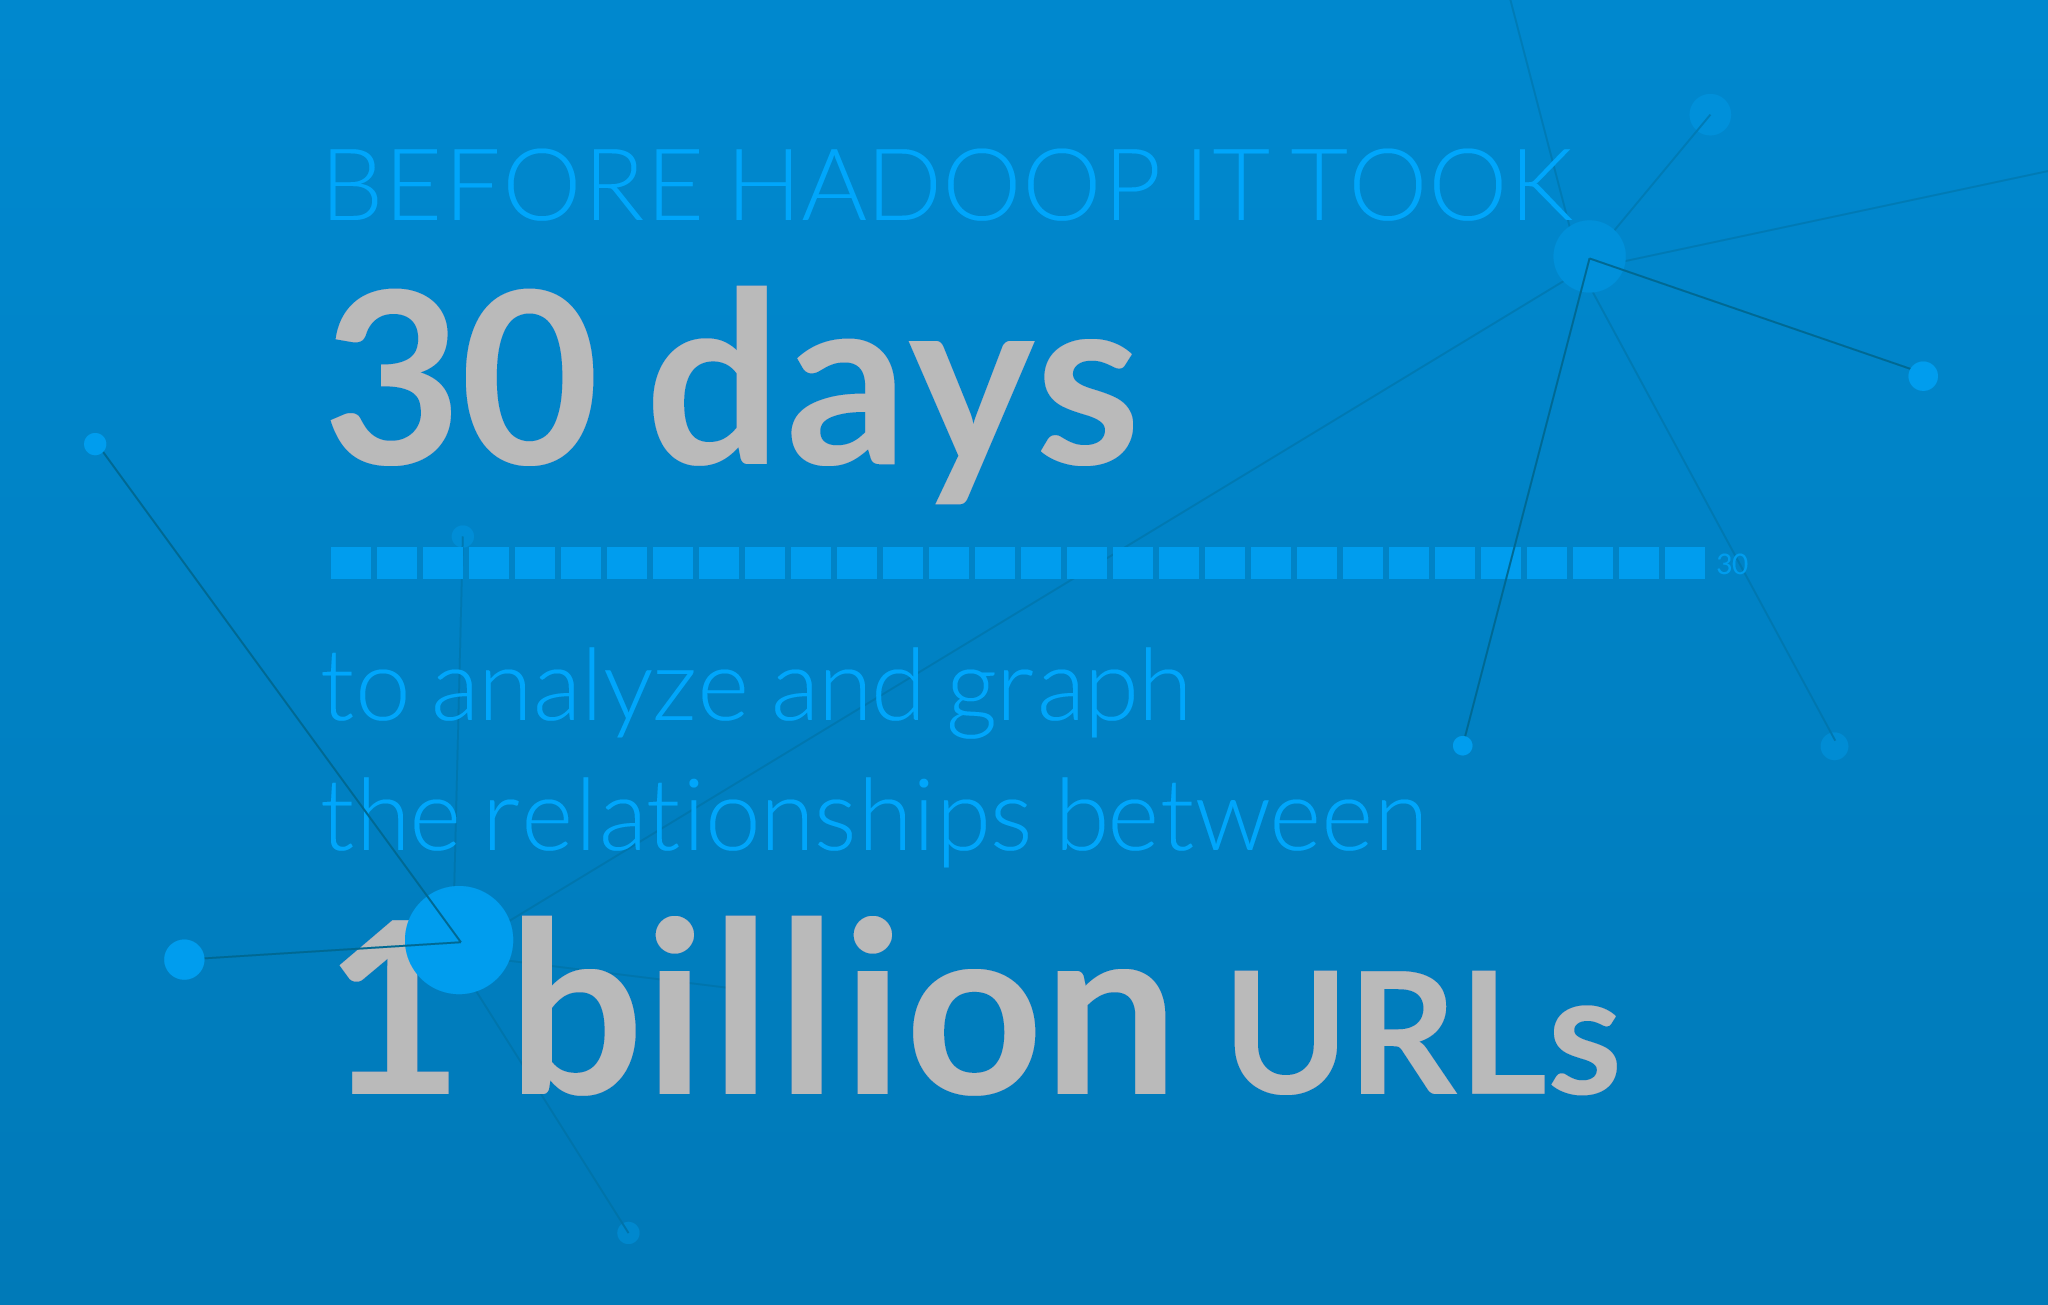 BEFORE HADOOP IT TOOK
30 days
30
to analyze and graph
the relationships between
1 billion URLs